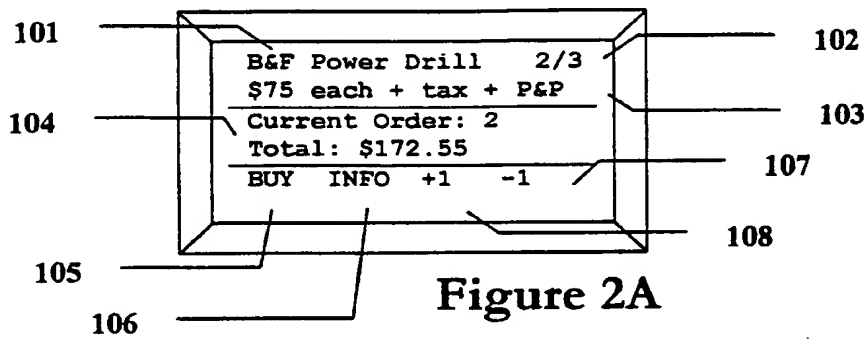 101
102
B&F Power Drill 2/3
$75 each + tax + P&P
103
104
Current Order: 2
Total: $172.55
107
BUY INFO +1 -1
108
105
Figure 2A
106